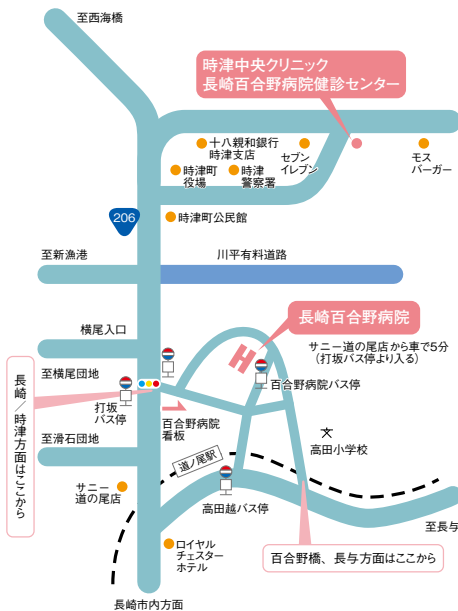 至西海橋
時津中央クリニック
長崎百合野病院健診センター
十八親和銀行
時津支店
セブン
イレブン
モス
バーガー
時津町
役場
時津
警察署
206
時津町公民館
至新漁港
川平有料道路
横尾入口
長崎百合野病院
サニー道の尾店から車で5分
（打坂バス停より入る）
至横尾団地
百合野病院バス停
打坂
バス停
長崎／時津方面はここから
百合野病院
看板
高田小学校
至滑石団地
道ノ尾駅
サニー
道の尾店
高田越バス停
至長与
ロイヤル
チェスター
ホテル
百合野橋、長与方面はここから
長崎市内方面